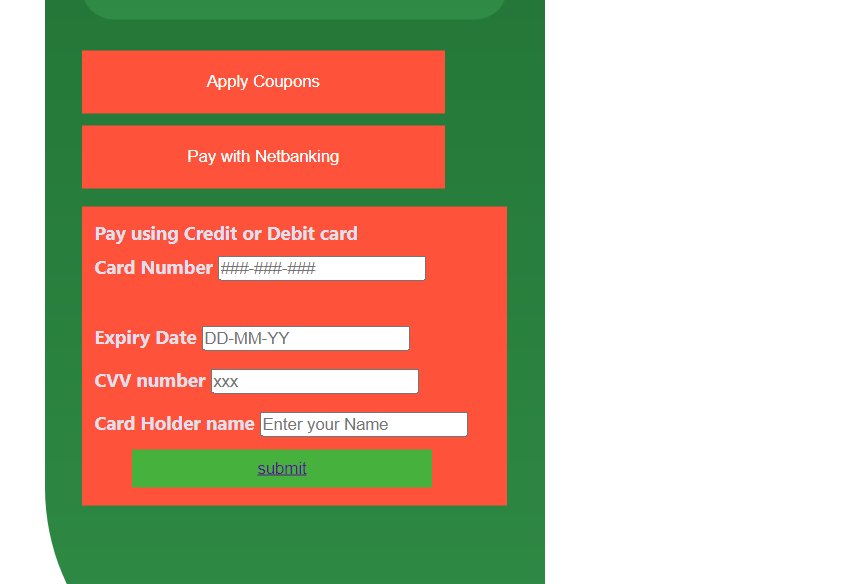 Apply Coupons
Pay with Netbanking
Pay using Credit or Debit card
Card Number ###-###-###
Expiry Date DD-MM-YY
CVV number xxx
Card Holder name Enter your Name
submit